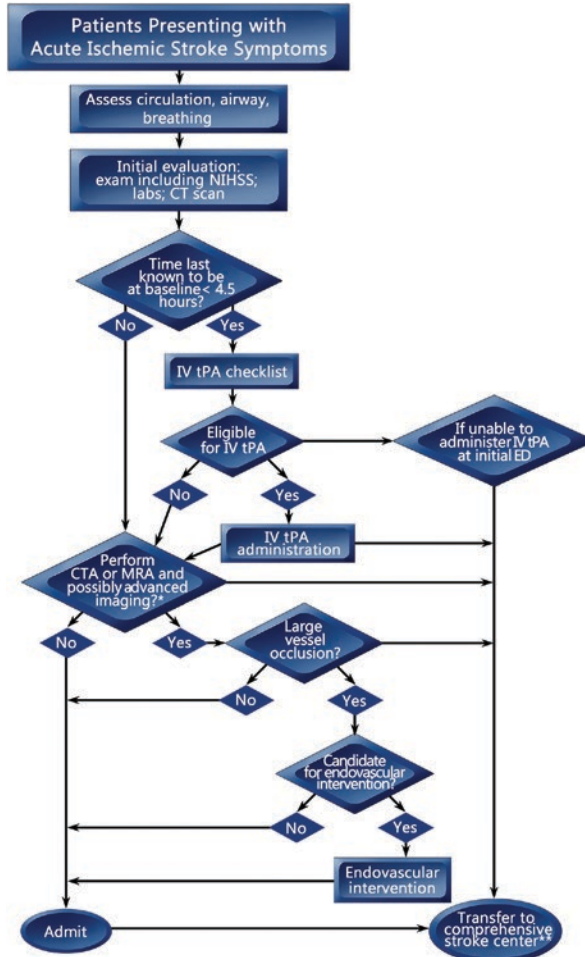 Patients Presenting with
Acute Ischemic Stroke Symptoms
Assess circulation, airway,
breathing
Initial evaluation:
exam including NIHSS;
labs; CT scan
Time last
known to be
at baseline< 4.5
hours?
No
Yes
IV tPA checklist
Eligible
for IV tPA
If unable to
administer IV tPA
at initial ED
No
Yes
IV tPA
administration
Perform
CTA or MRA and
possibly advanced
imaging?*
No
Yes
Large
vessel
occlusion?
No
Yes
Candidate
for endovascular
intervention?
No
Yes
Endovascular
intervention
Admit
Transfer to
comprehensive
stroke center**